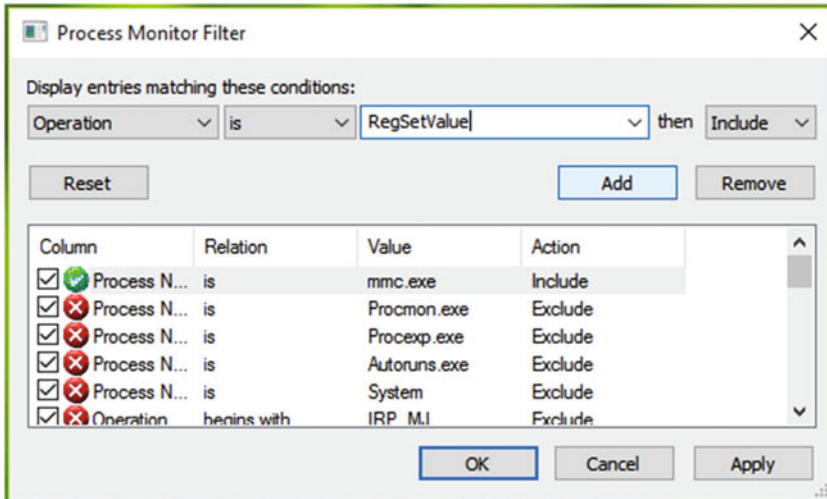 Process Monitor Filter
Display entries matching these conditions:
Operation is RegSetValue then Include
Reset Add Remove
Column Relation Value Action
Process N... is mmc.exe Include
Process N... is Procmon.exe Exclude
Process N... is Procexp.exe Exclude
Process N... is Autoruns.exe Exclude
Process N... is System Exclude
Operation begins with IRP_MJ Exclude
OK Cancel Apply